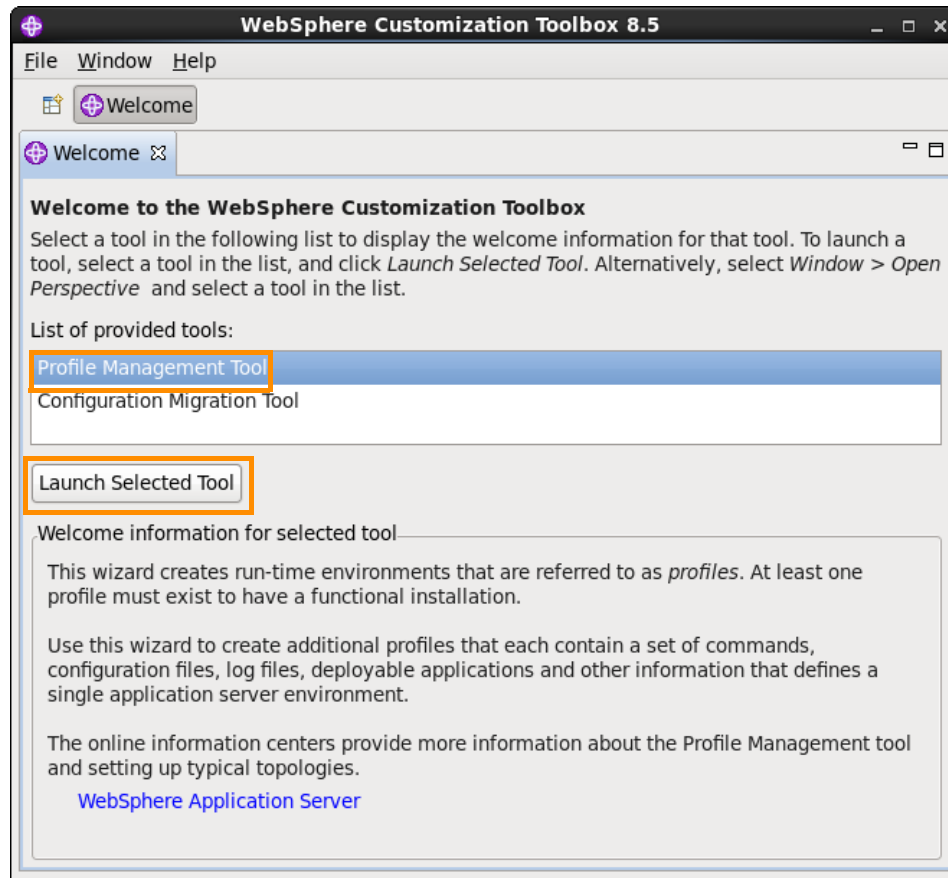 WebSphere Customization Toolbox 8.5
File Window Help
Welcome
Welcome
Welcome to the WebSphere Customization Toolbox
Select a tool in the following list to display the welcome information for that tool. To launch a
tool, select a tool in the list, and click Launch Selected Tool. Alternatively, select Window > Open
Perspective and select a tool in the list.
List of provided tools:
Profile Management Tool
Configuration Migration Tool
Launch Selected Tool
Welcome information for selected tool
This wizard creates run-time environments that are referred to as profiles. At least one
profile must exist to have a functional installation.
Use this wizard to create additional profiles that each contain a set of commands,
configuration files, log files, deployable applications and other information that defines a
single application server environment.
The online information centers provide more information about the Profile Management tool
and setting up typical topologies.
WebSphere Application Server